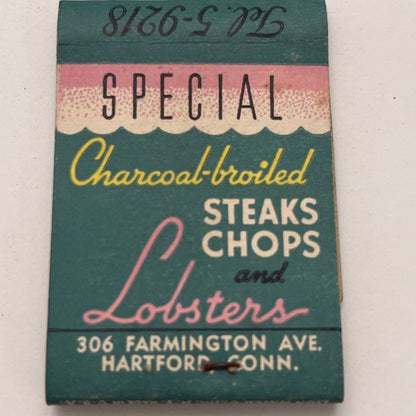 Tel. 5-9218
SPECIAL
Charcoal-broiled
STEAKS
CHOPS
and
Lobsters
306 FARMINGTON AVE.
HARTFORD CONN.